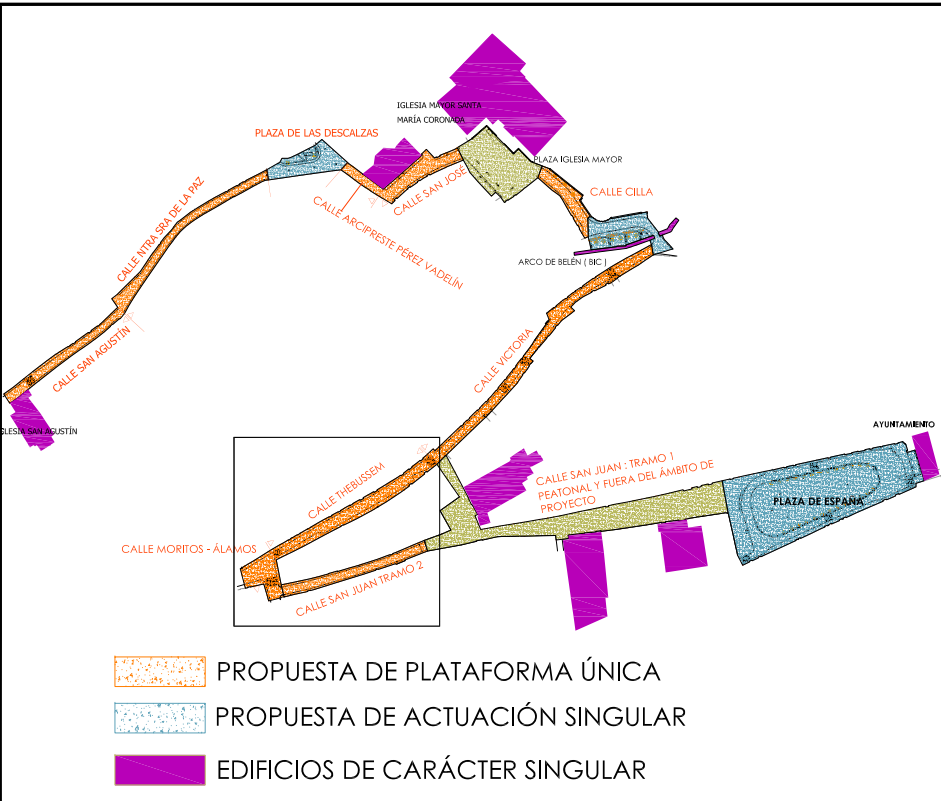 IGLESIA MAYOR SANTA
MARÍA CORONADA
PLAZA DE LAS DESCALZAS
PLAZA IGLESIA MAYOR
CALLE SAN JOSÉ
CALLE CILLA
CALLE NTRA SRA DE LA PAZ
CALLE ARCIPRESTE PÉREZ VADELÍN
ARCO DE BELÉN ( BIC )
CALLE SAN AGUSTÍN
CALLE VICTORIA
IGLESIA SAN AGUSTÍN
AYUNTAMIENTO
CALLE THEBUSSEM
CALLE SAN JUAN : TRAMO 1
PEATONAL Y FUERA DEL ÁMBITO DE
PROYECTO
PLAZA DE ESPAÑA
CALLE MORITOS - ÁLAMOS
CALLE SAN JUAN TRAMO 2
PROPUESTA DE PLATAFORMA ÚNICA
PROPUESTA DE ACTUACIÓN SINGULAR
EDIFICIOS DE CARÁCTER SINGULAR